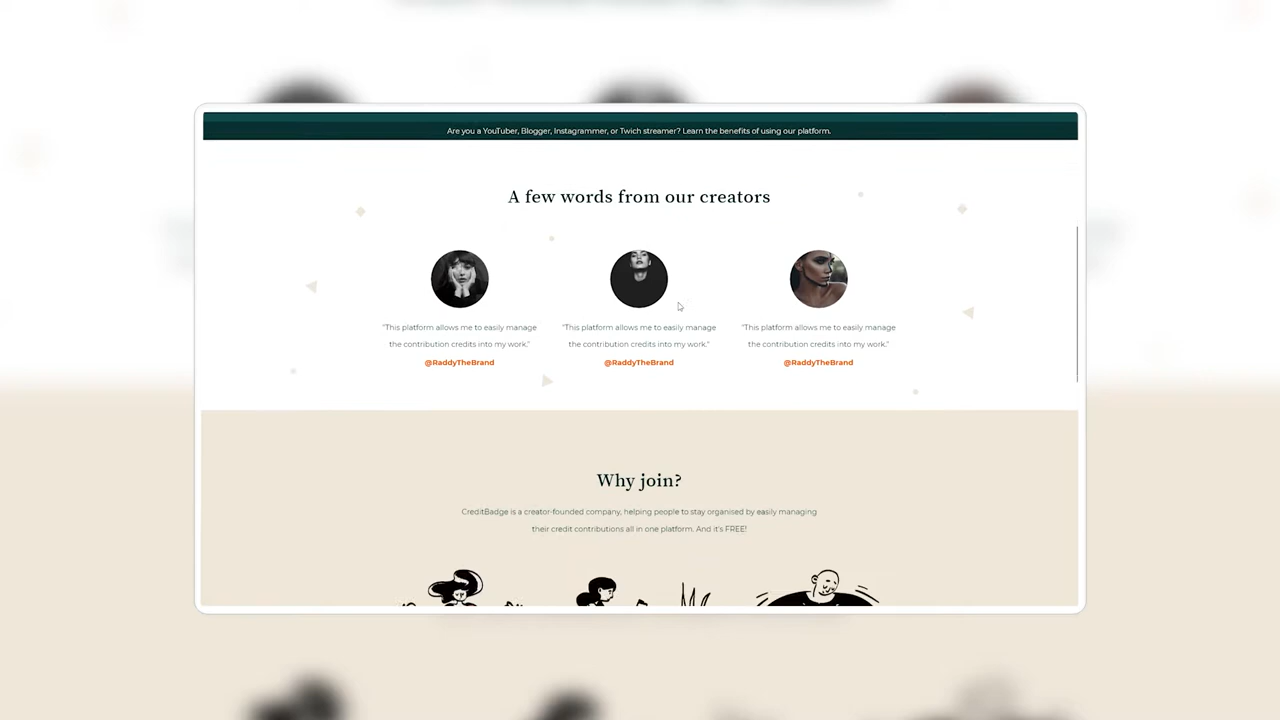 Are you a YouTuber, Blogger, Instagrammer, or Twich streamer? Learn the benefits of using our platform.
A few words from our creators
"This platform allows me to easily manage
the contribution credits into my work."
@RaddyTheBrand
"This platform allows me to easily manage
the contribution credits into my work."
@RaddyTheBrand
"This platform allows me to easily manage
the contribution credits into my work."
@RaddyTheBrand
Why join?
CreditBadge is a creator-founded company, helping people to stay organised by easily managing
their credit contributions all in one platform. And it's FREE!